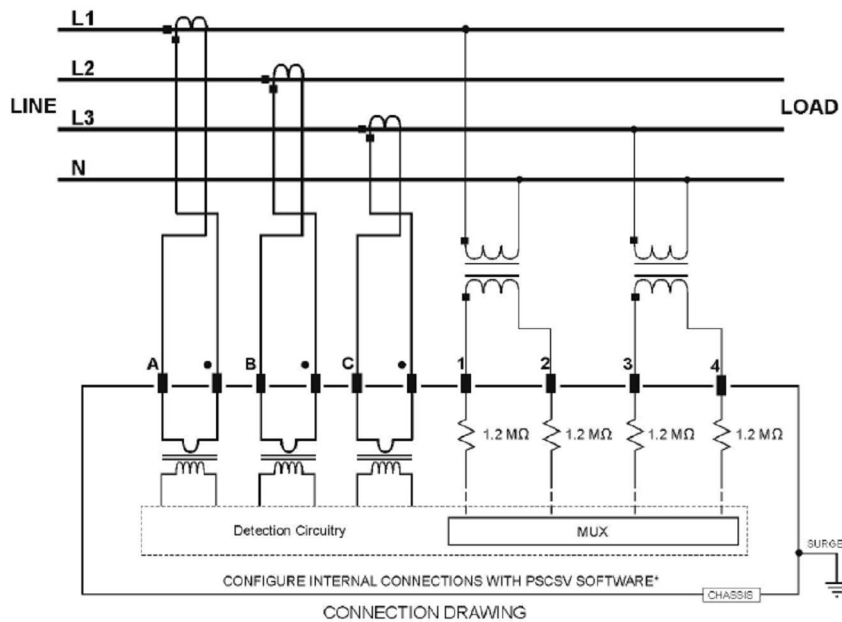 L1
L2
LINE
LOAD
L3
N
A
B
C
1
2
3
4
1.2 MΩ
1.2 MΩ
1.2 MΩ
1.2 MΩ
Detection Circuitry
MUX
SURGE
CONFIGURE INTERNAL CONNECTIONS WITH PSCSV SOFTWARE*
CHASSIS
CONNECTION DRAWING